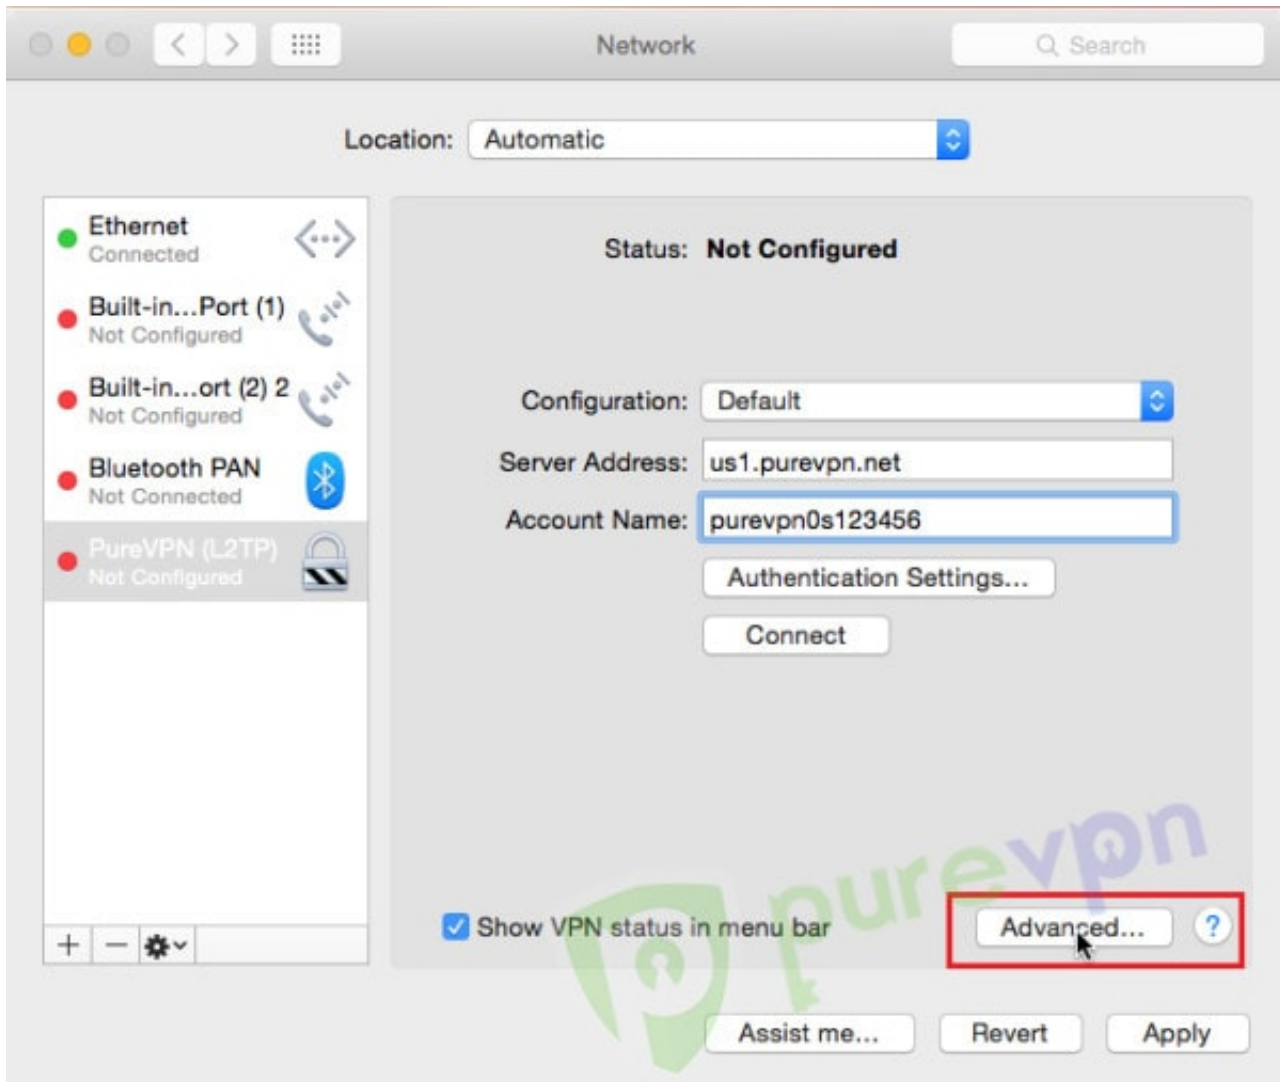 Network
Search
Location: Automatic
Ethernet
Connected
Built-in...Port (1)
Not Configured
Built-in...ort (2) 2
Not Configured
Bluetooth PAN
Not Connected
PureVPN (L2TP)
Not Configured
Status: Not Configured
Configuration: Default
Server Address: us1.purevpn.net
Account Name: purevpn0s123456
Authentication Settings...
Connect
purevpn
Show VPN status in menu bar
Advanced... ?
Assist me... Revert Apply